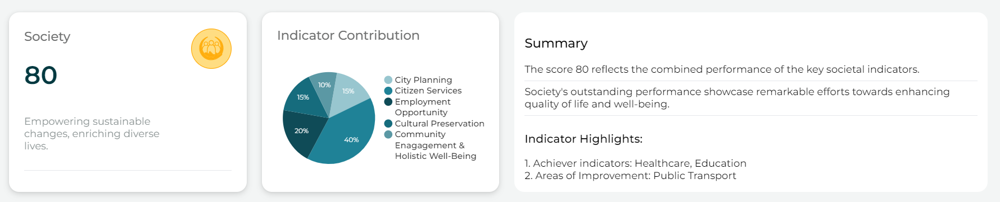 Society
80
Empowering sustainable
changes, enriching diverse
lives.
Indicator Contribution
10%
15%
15%
20%
40%
City Planning
Citizen Services
Employment
Opportunity
Cultural Preservation
Community
Enagagement &
Holistic Well-Being
Summary
The score 80 reflects the combined performance of the key societal indicators.
Society's outstanding performance showcase remarkable efforts towards enhancing
quality of life and well-being.
Indicator Highlights:
1. Achiever indicators: Healthcare, Education
2. Areas of Improvement: Public Transport